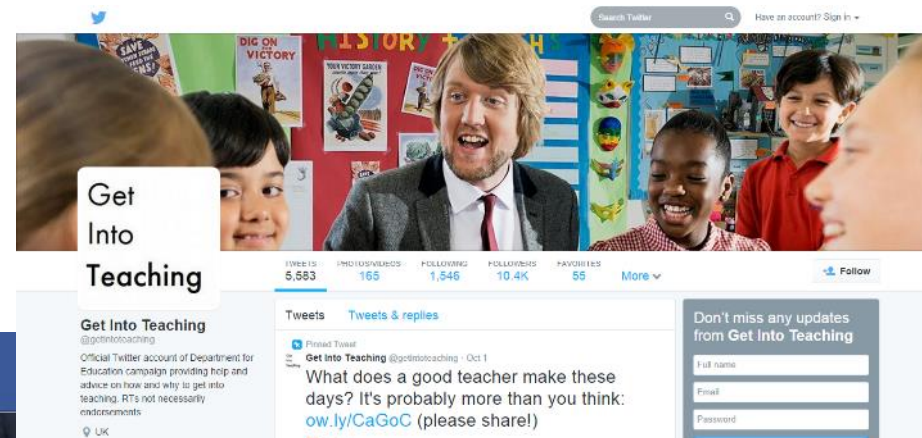 Search Twitter
Have an account? Sign in
SAVE
DIG ON
FOR
VICTORY
HISTORY +
YOUR VICTORY GARDEN
Get
Into
Teaching
TWEETS PHOTOS/VIDEOS FOLLOWING FOLLOWERS FAVORITES
5,583 165 1,546 10.4K 55 More
Follow
Get Into Teaching
@getintoteaching
Official Twitter account of Department for
Education campaign providing help and
advice on how and why to get into
teaching. RTs not necessarily
endorsements
UK
Tweets Tweets & replies
Pinned Tweet
Get Into Teaching @getintoteaching · Oct 1
What does a good teacher make these
days? It's probably more than you think:
ow.ly/CaGoC (please share!)
Don't miss any updates
from Get Into Teaching
Full name
Email
Password